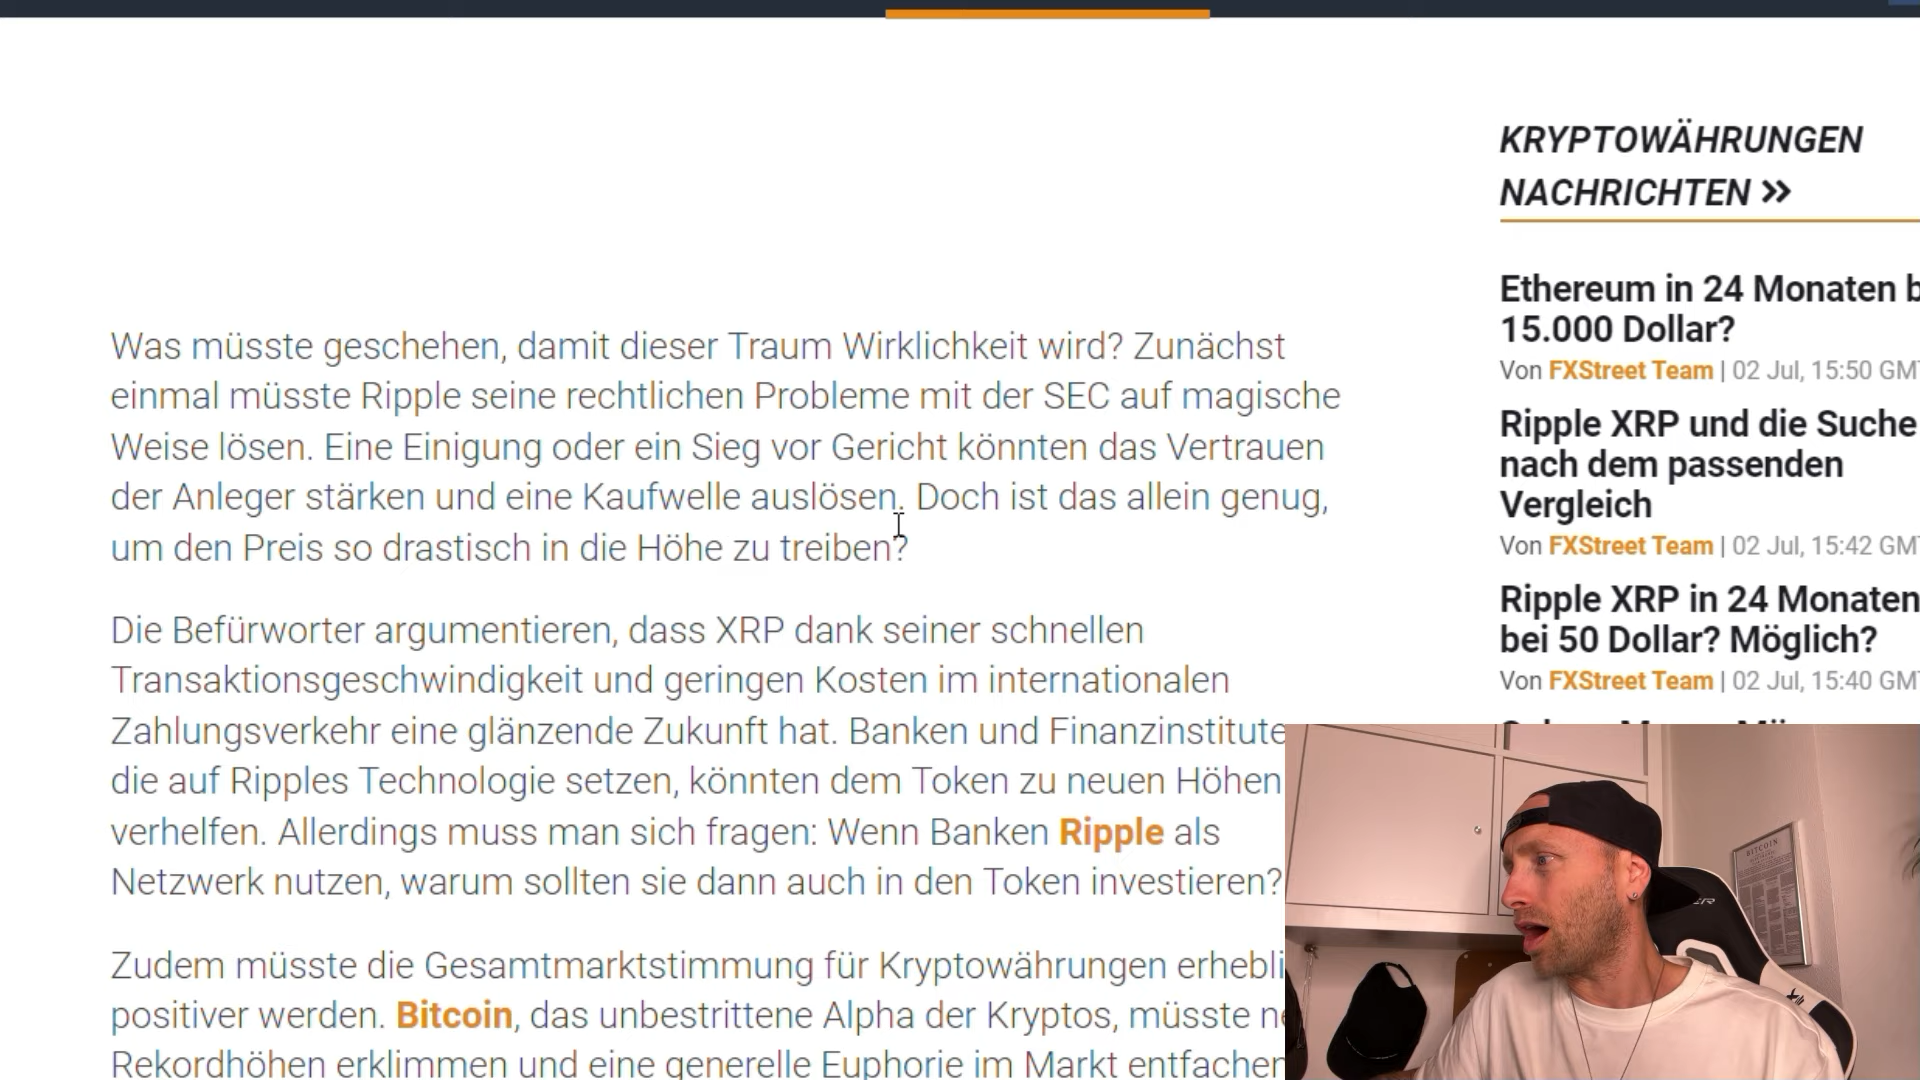 KRYPTOWÄHRUNGEN
NACHRICHTEN >>
Was müsste geschehen, damit dieser Traum Wirklichkeit wird? Zunächst
einmal müsste Ripple seine rechtlichen Probleme mit der SEC auf magische
Weise lösen. Eine Einigung oder ein Sieg vor Gericht könnten das Vertrauen
der Anleger stärken und eine Kaufwelle auslösen. Doch ist das allein genug,
um den Preis so drastisch in die Höhe zu treiben?
Die Befürworter argumentieren, dass XRP dank seiner schnellen
Transaktionsgeschwindigkeit und geringen Kosten im internationalen
Zahlungsverkehr eine glänzende Zukunft hat. Banken und Finanzinstitute
die auf Ripples Technologie setzen, könnten dem Token zu neuen Höhen
verhelfen. Allerdings muss man sich fragen: Wenn Banken Ripple als
Netzwerk nutzen, warum sollten sie dann auch in den Token investieren?
Zudem müsste die Gesamtmarktstimmung für Kryptowährungen
positiver werden. Bitcoin, das unbestrittene Alpha der Kryptos, müsste
Rekordhöhen erklimmen und eine generelle Euphorie im Markt entfachen
Ethereum in 24 Monaten
15.000 Dollar?
Von FXStreet Team | 02 Jul, 15:50 GMT
Ripple XRP und die Suche
nach dem passenden
Vergleich
Von FXStreet Team | 02 Jul, 15:42 GMT
Ripple XRP in 24 Monaten
bei 50 Dollar? Möglich?
Von FXStreet Team | 02 Jul, 15:40 GMT
BITCOIN